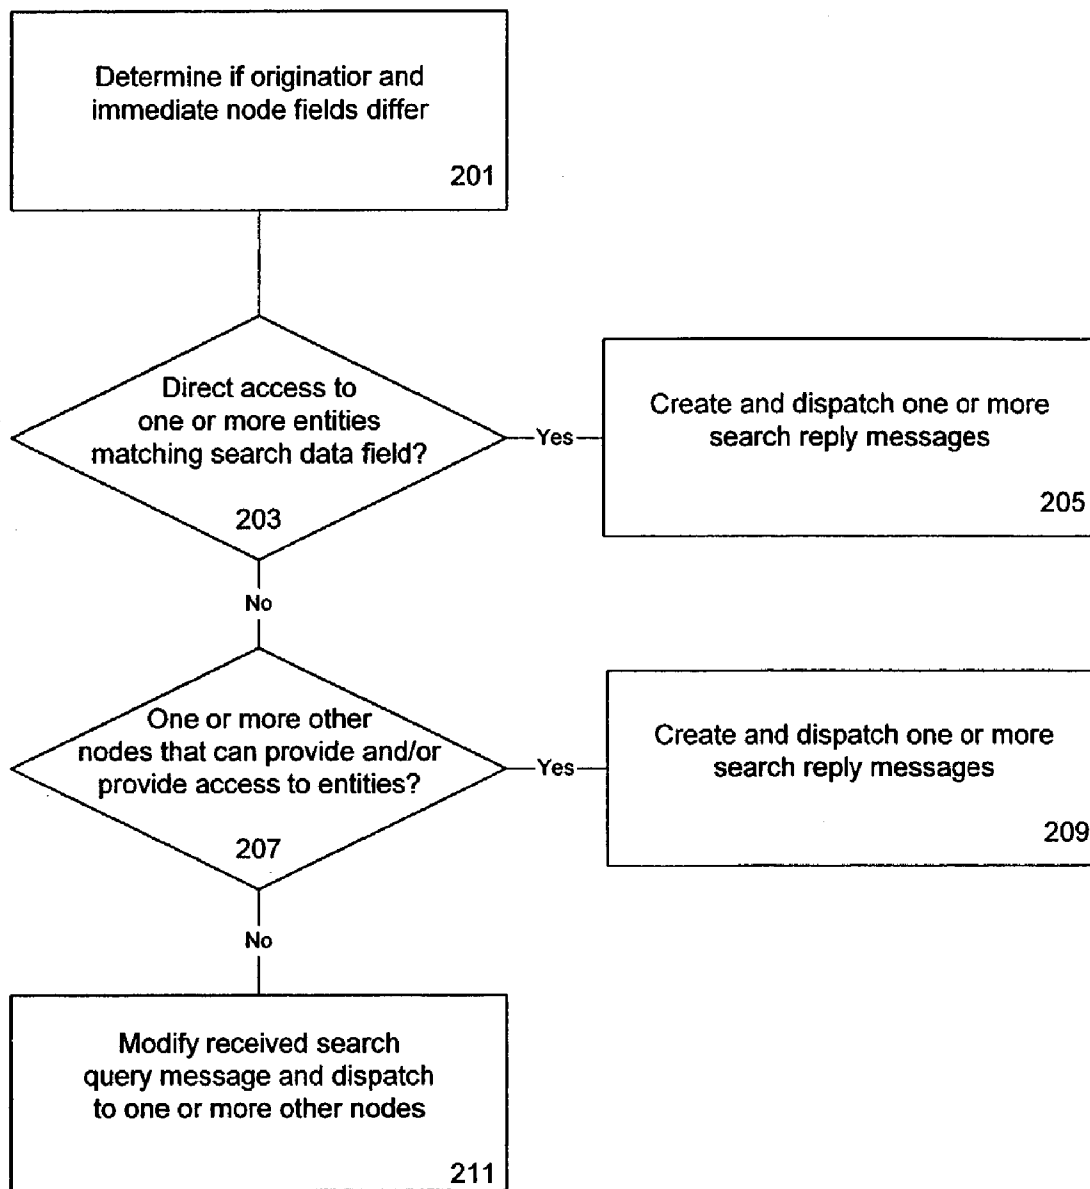 Determine if originatior and
immediate node fields differ
201
Direct access to
one or more entities
matching search data field?
203
Yes
Create and dispatch one or more
search reply messages
205
No
One or more other
nodes that can provide and/or
provide access to entities?
207
Yes
Create and dispatch one or more
search reply messages
209
No
Modify received search
query message and dispatch
to one or more other nodes
211